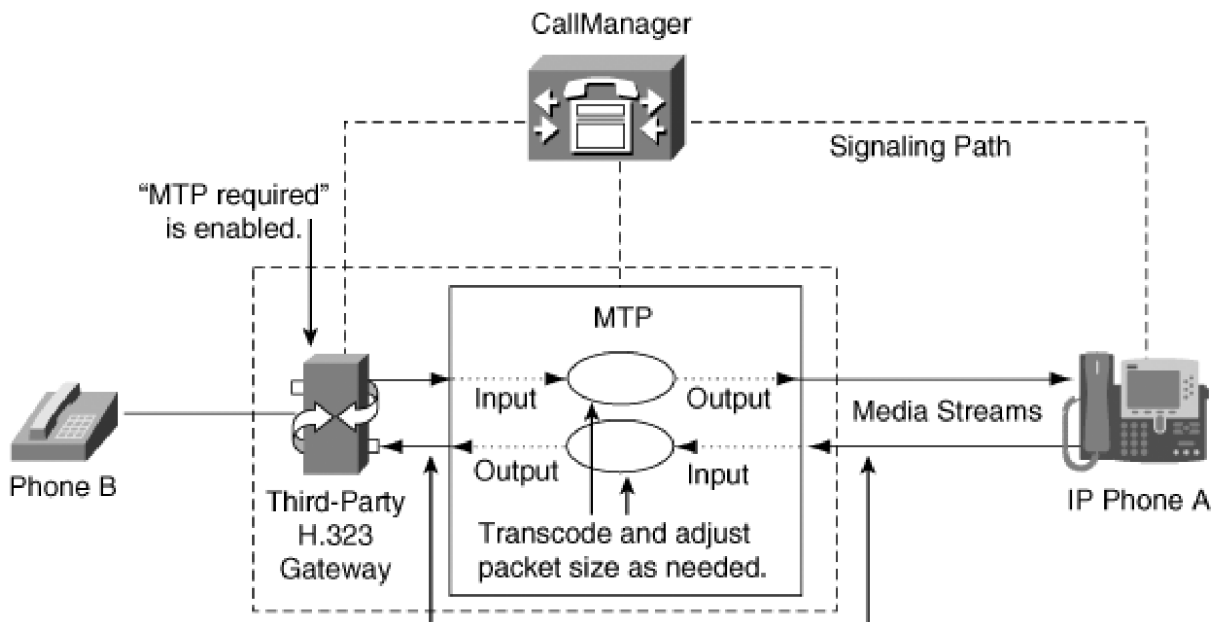 CallManager
Signaling Path
“MTP required”
is enabled.
MTP
Input
Output
Media Streams
Output
Input
Phone B
Third-Party
H.323
Gateway
Transcode and adjust
packet size as needed.
IP Phone A